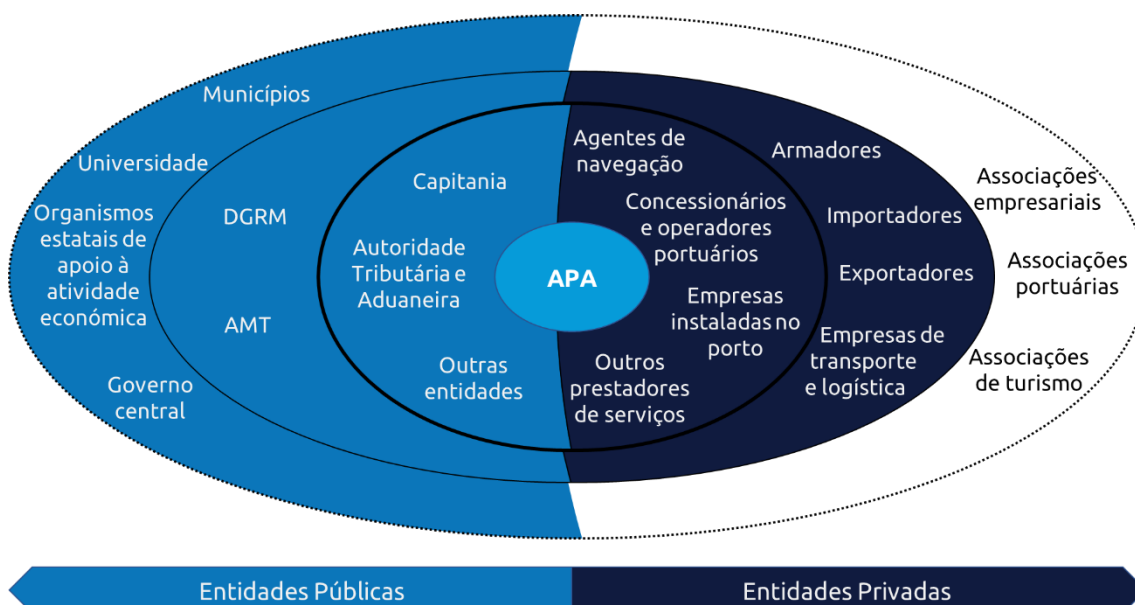 Municípios
Universidade
Organismos
estatais de
apoio à
atividade
económica
Governo
central
DGRM
AMT
Capitania
Autoridade
Tributária e
Aduaneira
Outras
entidades
APA
Agentes de
navegação
Concessionários
e operadores
portuários
Empresas
instaladas no
porto
Outros
prestadores
de serviços
Armadores
Importadores
Exportadores
Empresas de
transporte
e logística
Associações
empresariais
Associações
portuárias
Associações
de turismo
Entidades Públicas
Entidades Privadas